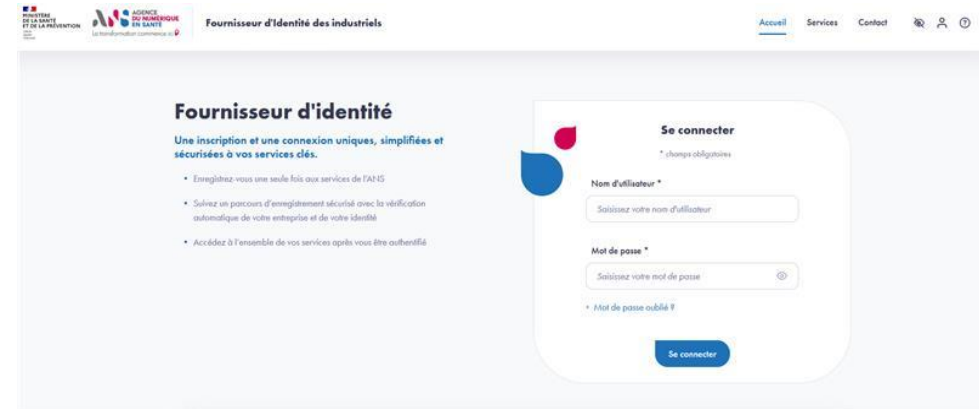 MINISTÈRE
DE LA SANTÉ
ET DE LA PRÉVENTION
AGENCE
DU NUMÉRIQUE
EN SANTÉ
La transformation commence ici
Fournisseur d'Identité des industriels
Accueil
Services
Contact
Fournisseur d'identité
Une inscription et une connexion uniques, simplifiées et
sécurisées à vos services clés.
• Enregistrez-vous une seule fois aux services de l'ANS
• Suivez un parcours d'enregistrement sécurisé avec la vérification
automatique de votre entreprise et de votre identité
• Accédez à l'ensemble de vos services après vous être authentifié
Se connecter
* champs obligatoires
Nom d'utilisateur *
Saisissez votre nom d'utilisateur
Mot de passe *
Saisissez votre mot de passe
Mot de passe oublié ?
Se connecter